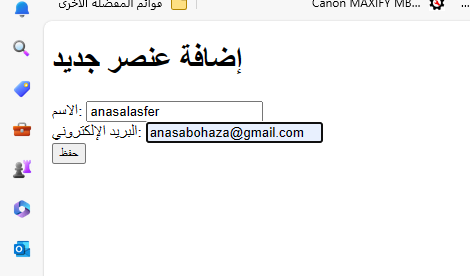 قوائم المفضلة الأخرى
Canon MAXIFY MB...
إضافة عنصر جديد
الاسم: anasalasfer
البريد الإلكتروني: anasabohaza@gmail.com
حفظ